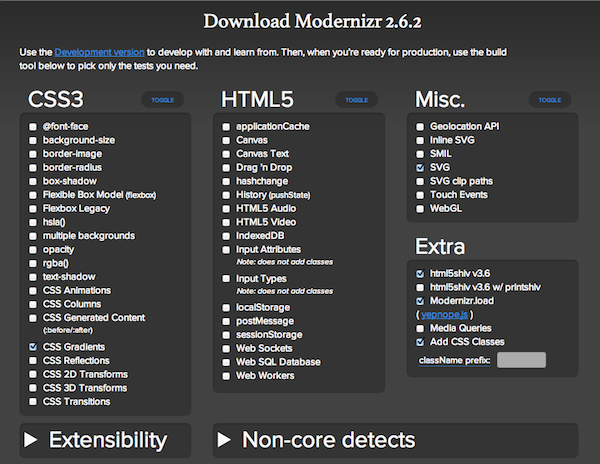 Download Modernizr 2.6.2
Use the Development version to develop with and learn from. Then, when you're ready for production, use the build
tool below to pick only the tests you need.
CSS3
TOGGLE
@font-face
background-size
border-image
border-radius
box-shadow
Flexible Box Model (flexbox)
Flexbox Legacy
hsla()
multiple backgrounds
opacity
rgba()
text-shadow
CSS Animations
CSS Columns
CSS Generated Content
(:before/:after)
CSS Gradients
CSS Reflections
CSS 2D Transforms
CSS 3D Transforms
CSS Transitions
HTML5
TOGGLE
applicationCache
Canvas
Canvas Text
Drag 'n Drop
hashchange
History (pushState)
HTML5 Audio
HTML5 Video
IndexedDB
Input Attributes
Note: does not add classes
Input Types
Note: does not add classes
localStorage
postMessage
sessionStorage
Web Sockets
Web SQL Database
Web Workers
Misc.
TOGGLE
Geolocation API
Inline SVG
SMIL
SVG
SVG clip paths
Touch Events
WebGL
Extra
html5shiv v3.6
html5shiv v3.6 w/ printshiv
Modernizr.load
( yepnope.js )
Media Queries
Add CSS Classes
className prefix:
Extensibility
Non-core detects